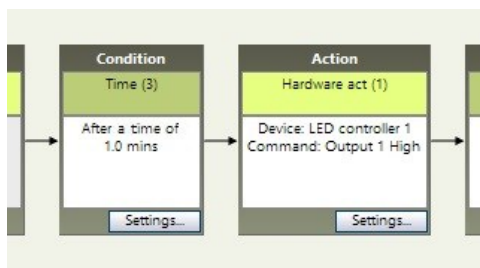 Condition
Time (3)
After a time of
1.0 mins
Settings...
Action
Hardware act (1)
Device: LED controller 1
Command: Output 1 High
Settings...